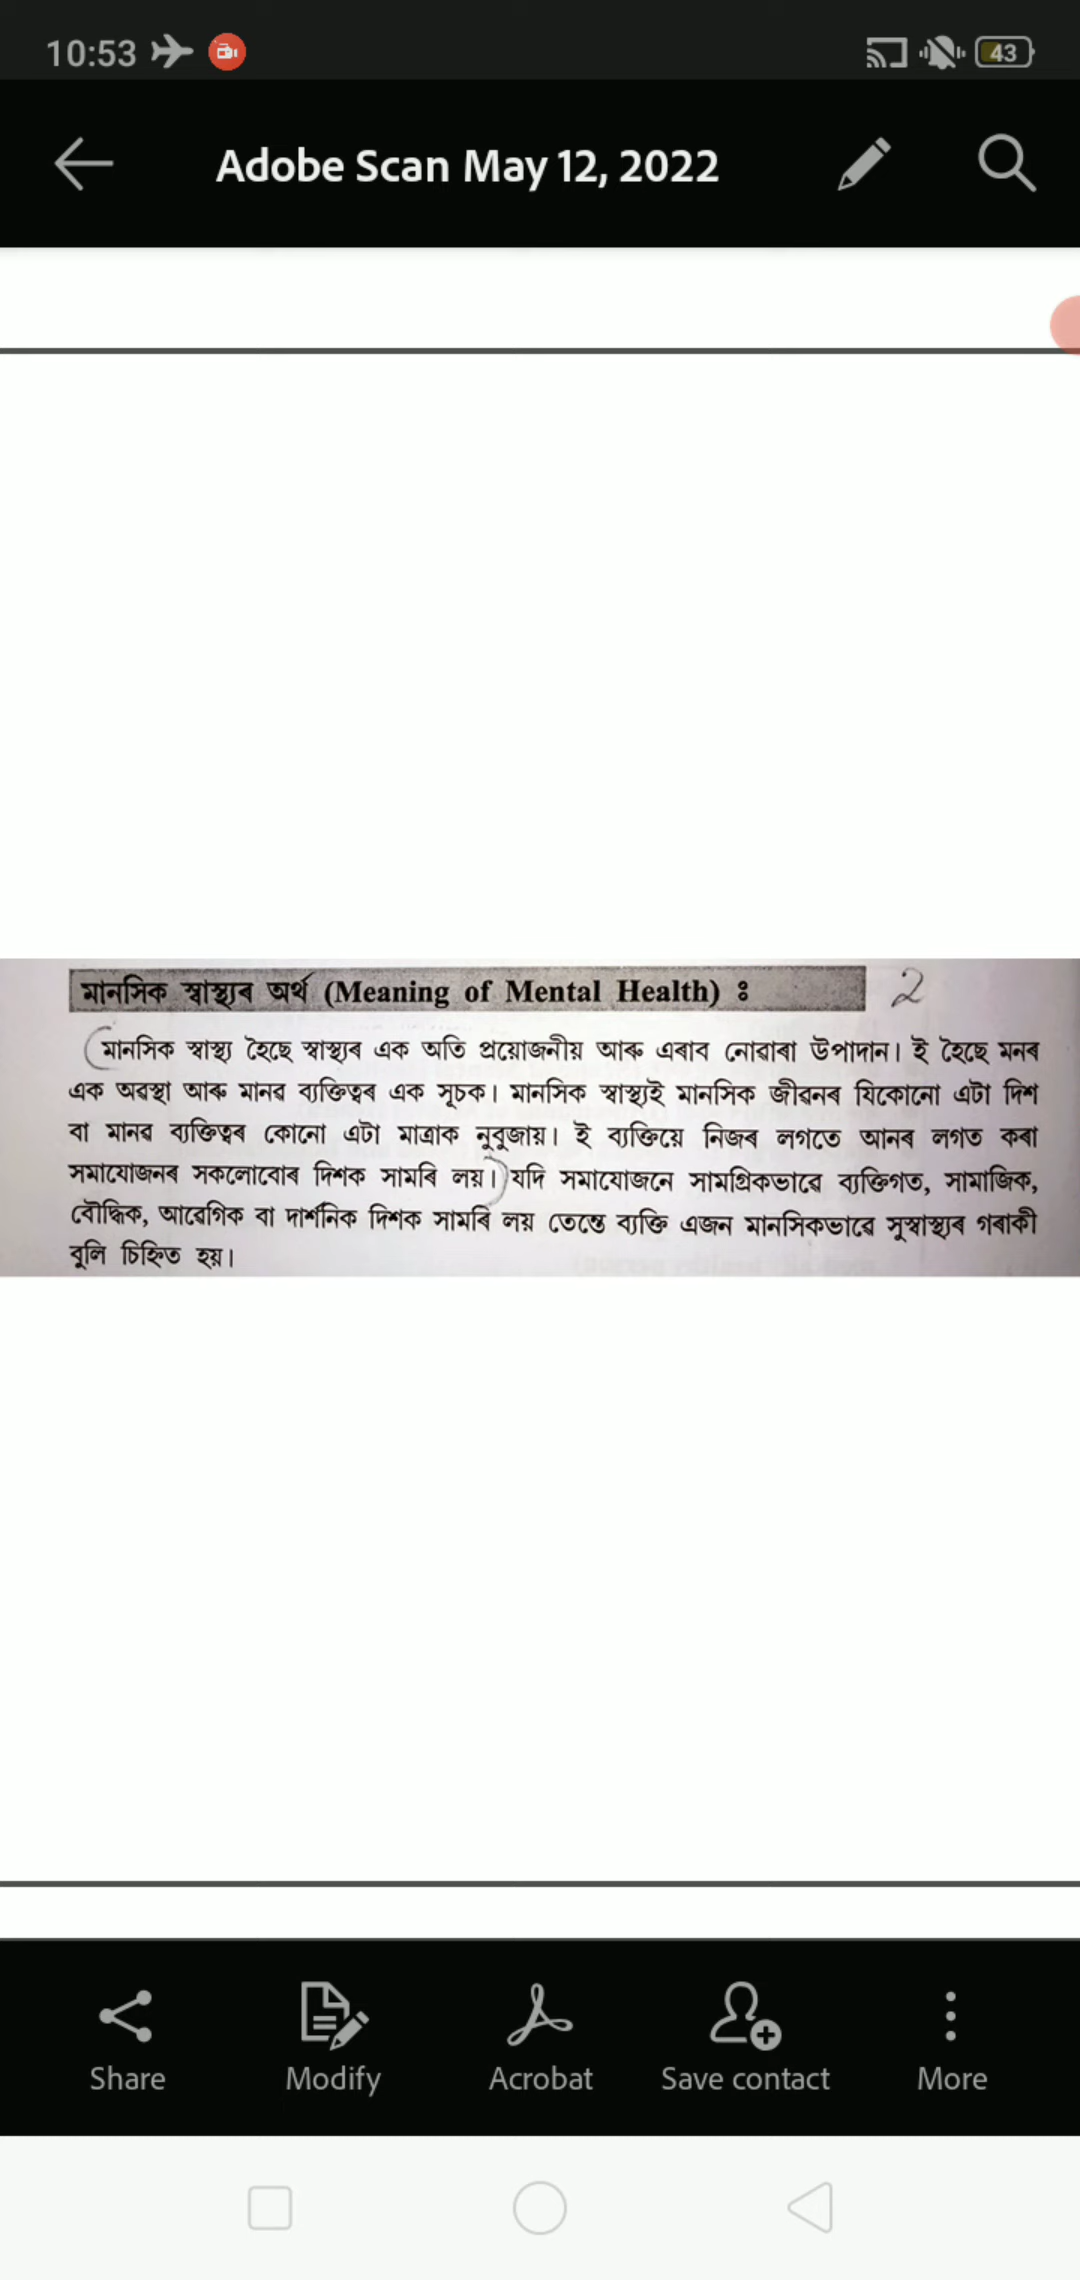 10:53
43
Adobe Scan May 12, 2022
মানসিক স্বাস্থ্যৰ অৰ্থ (Meaning of Mental Health) ঃ 2
(মানসিক স্বাস্থ্য হৈছে স্বাস্থ্যৰ এক অতি প্ৰয়োজনীয় আৰু এৰাব নোৱাৰা উপাদান। ই হৈছে মনৰ
এক অৱস্থা আৰু মানৱ ব্যক্তিত্বৰ এক সূচক। মানসিক স্বাস্থ্যই মানসিক জীৱনৰ যিকোনো এটা দিশ
বা মানৱ ব্যক্তিত্বৰ কোনো এটা মাত্ৰাক নুবুজায়। ই ব্যক্তিয়ে নিজৰ লগতে আনৰ লগত কৰা
সমাযোজনৰ সকলোবোৰ দিশক সামৰি লয়।) যদি সমাযোজনে সামগ্ৰিকভাৱে ব্যক্তিগত, সামাজিক,
বৌদ্ধিক, আৱেগিক বা দাৰ্শনিক দিশক সামৰি লয় তেন্তে ব্যক্তি এজন মানসিকভাৱে সুস্বাস্থ্যৰ গৰাকী
বুলি চিহ্নিত হয়।
Share
Modify
Acrobat
Save contact
More